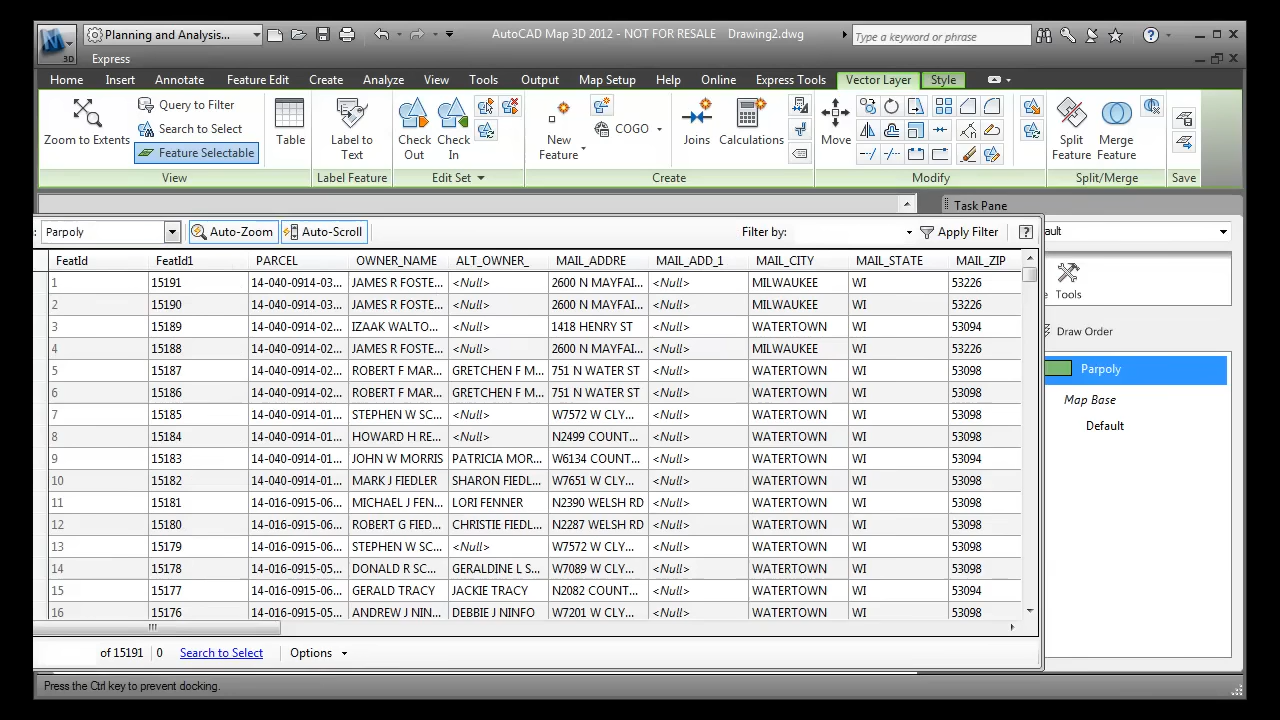 Planning and Analysis... AutoCAD Map 3D 2012 - NOT FOR RESALE Drawing2.dwg Type a keyword or phrase
3D Express
Home Insert Annotate Feature Edit Create Analyze View Tools Output Map Setup Help Online Express Tools Vector Layer Style
Zoom to Extents Query to Filter Search to Select Feature Selectable Table Label to Text Check Out Check In New Feature COGO Joins Calculations Move Split Feature Merge Feature
View Label Feature Edit Set Create Modify Split/Merge Save
Task Pane
: Parpoly Auto-Zoom Auto-Scroll Filter by: Apply Filter ault
FeatId FeatId1 PARCEL OWNER_NAME ALT_OWNER_ MAIL_ADDRE MAIL_ADD_1 MAIL_CITY MAIL_STATE MAIL_ZIP
1 15191 14-040-0914-03... JAMES R FOSTE... <Null> 2600 N MAYFAI... <Null> MILWAUKEE WI 53226
2 15190 14-040-0914-03... JAMES R FOSTE... <Null> 2600 N MAYFAI... <Null> MILWAUKEE WI 53226
3 15189 14-040-0914-02... IZAAK WALTO... <Null> 1418 HENRY ST <Null> WATERTOWN WI 53094
4 15188 14-040-0914-02... JAMES R FOSTE... <Null> 2600 N MAYFAI... <Null> MILWAUKEE WI 53226
5 15187 14-040-0914-02... ROBERT F MAR... GRETCHEN F M... 751 N WATER ST <Null> WATERTOWN WI 53098
6 15186 14-040-0914-02... ROBERT F MAR... GRETCHEN F M... 751 N WATER ST <Null> WATERTOWN WI 53098
7 15185 14-040-0914-01... STEPHEN W SC... <Null> W7572 W CLY... <Null> WATERTOWN WI 53098
8 15184 14-040-0914-01... HOWARD H RE... <Null> N2499 COUNT... <Null> WATERTOWN WI 53098
9 15183 14-040-0914-01... JOHN W MORRIS PATRICIA MOR... W6134 COUNT... <Null> WATERTOWN WI 53098
10 15182 14-040-0914-01... MARK J FIEDLER SHARON FIEDL... W7651 W CLY... <Null> WATERTOWN WI 53098
11 15181 14-016-0915-06... MICHAEL J FEN... LORI FENNER N2390 WELSH RD <Null> WATERTOWN WI 53098
12 15180 14-016-0915-06... ROBERT G FIED... CHRISTIE FIEDL... N2287 WELSH RD <Null> WATERTOWN WI 53098
13 15179 14-016-0915-06... STEPHEN W SC... <Null> W7572 W CLY... <Null> WATERTOWN WI 53098
14 15178 14-016-0915-05... DONALD R SC... GERALDINE L S... W7089 W CLY... <Null> WATERTOWN WI 53098
15 15177 14-016-0915-06... GERALD TRACY JACKIE TRACY N2082 COUNT... <Null> WATERTOWN WI 53094
16 15176 14-016-0915-05... ANDREW J NIN... DEBBIE J NINFO W7201 W CLY... <Null> WATERTOWN WI 53098
Tools
Draw Order
Parpoly
Map Base
Default
of 15191 0 Search to Select Options
Press the Ctrl key to prevent docking.